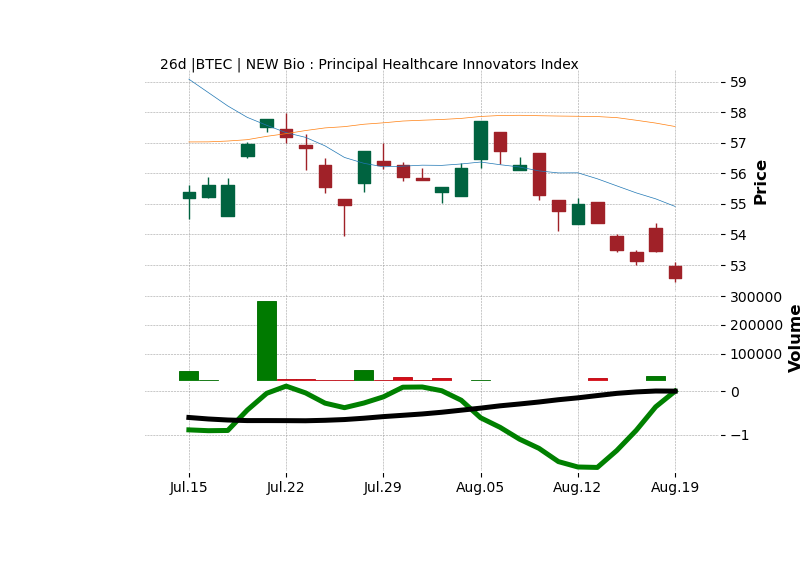 26d |BTEC | NEW Bio : Principal Healthcare Innovators Index
59
58
57
56
55
54
53
Price
300000
200000
100000
Volume
0
−1
Jul.15
Jul.22
Jul.29
Aug.05
Aug.12
Aug.19